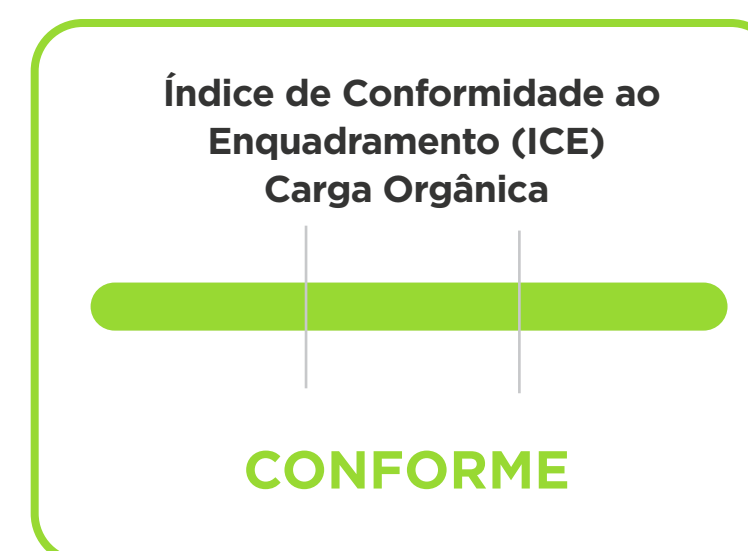 Índice de Conformidade ao
Enquadramento (ICE)
Carga Orgânica
CONFORME